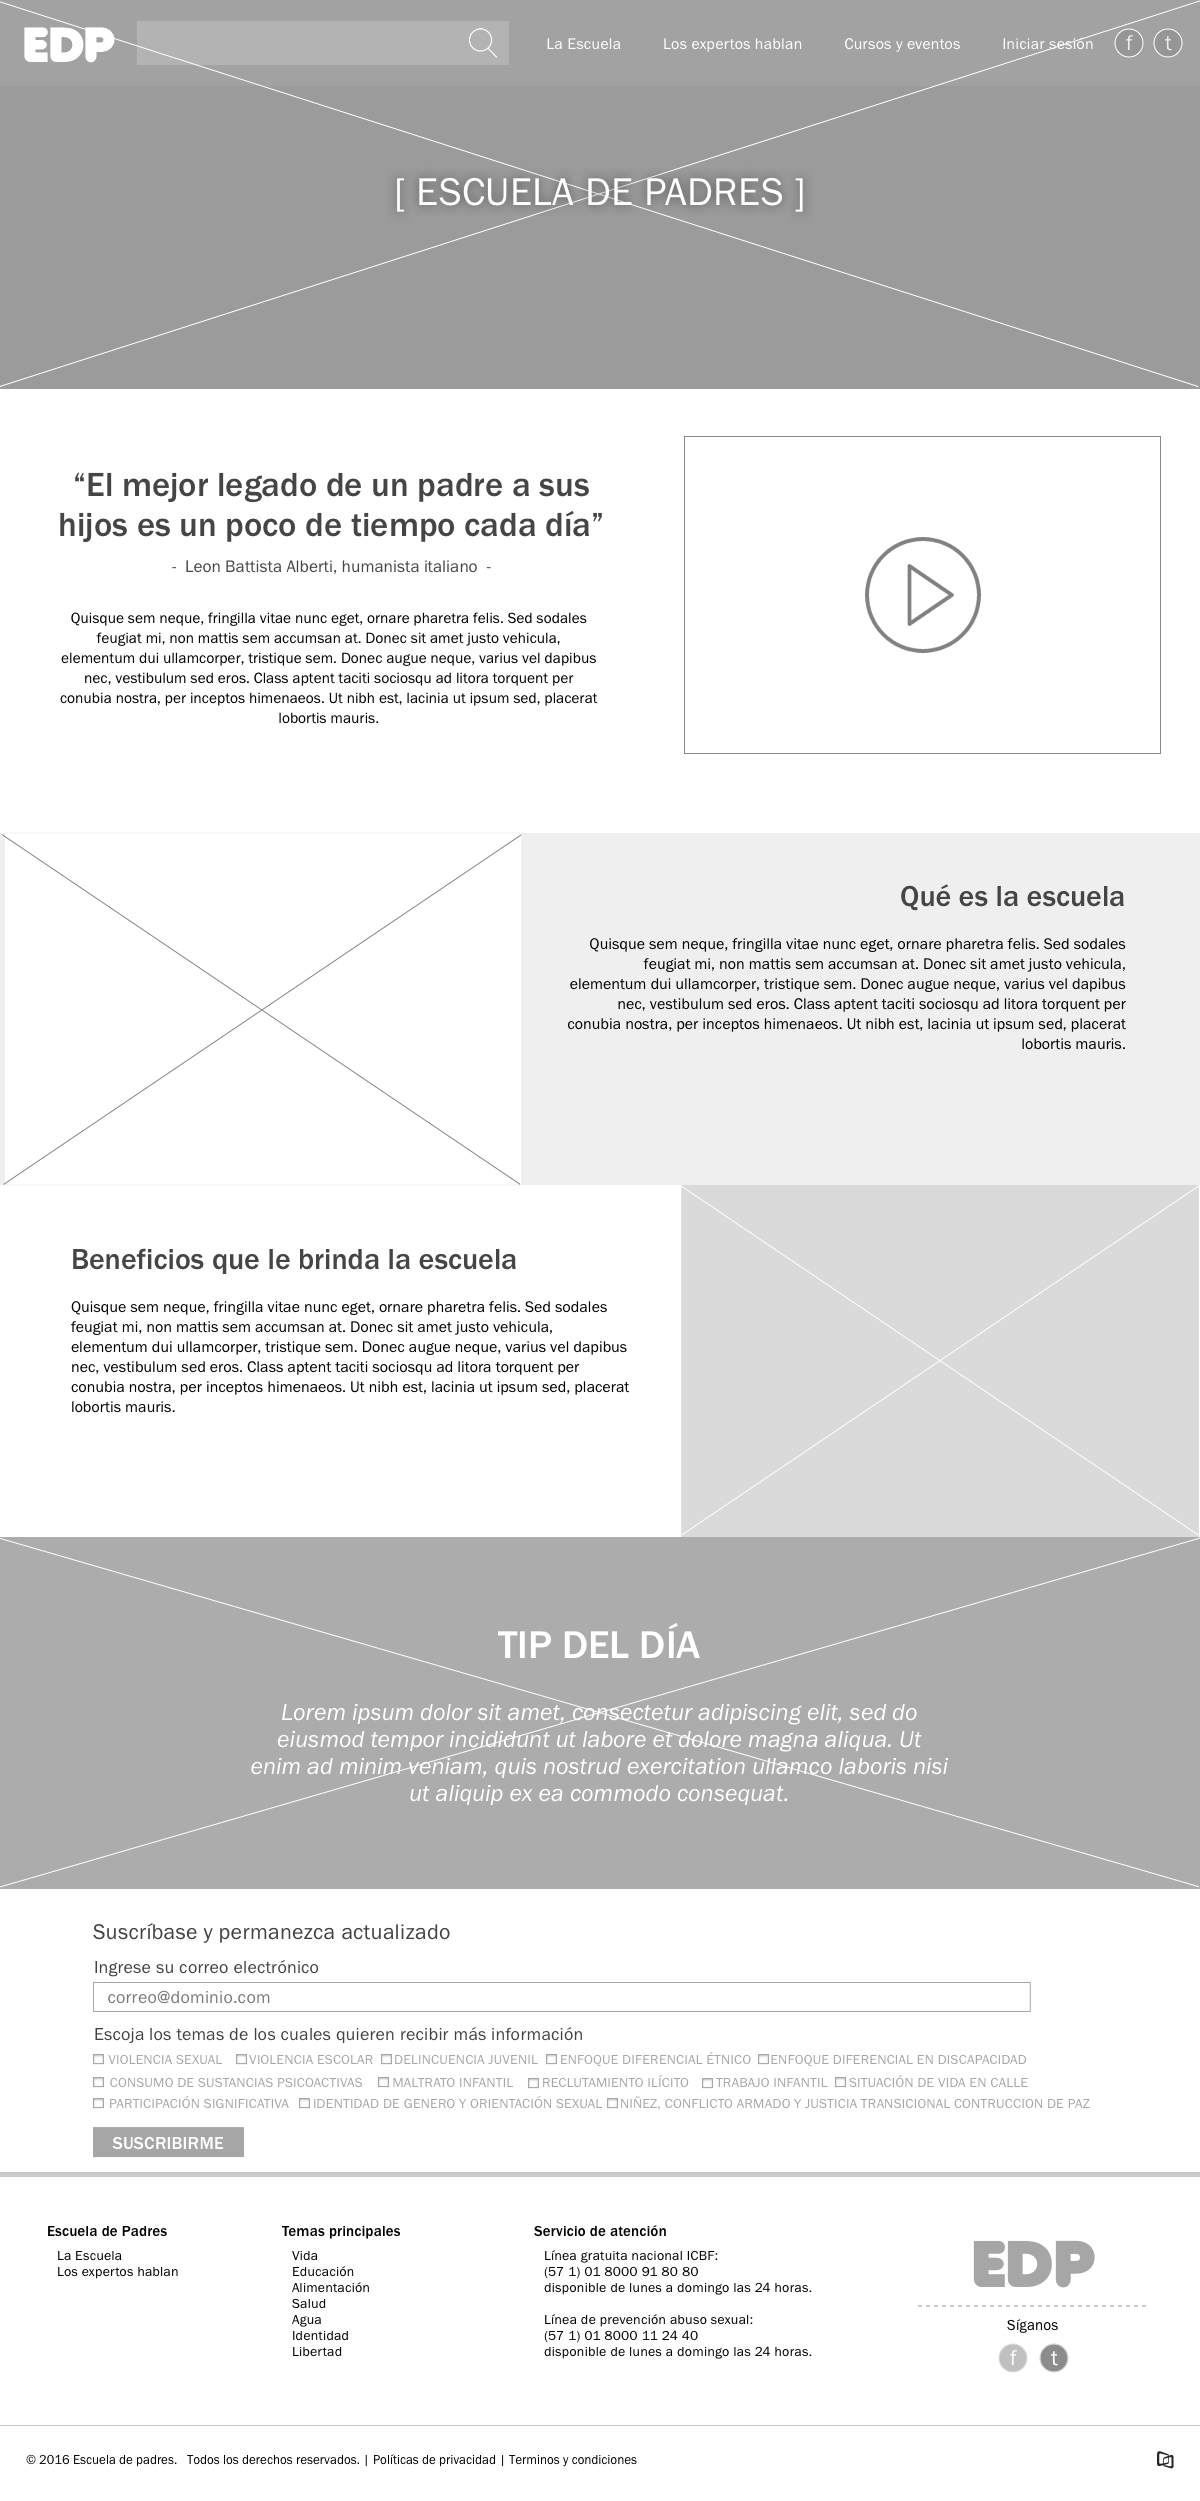 EDP
La Escuela
Los expertos hablan
Cursos y eventos
Iniciar sesión
f
t
[ ESCUELA DE PADRES ]
“El mejor legado de un padre a sus
hijos es un poco de tiempo cada día”
- Leon Battista Alberti, humanista italiano -
Quisque sem neque, fringilla vitae nunc eget, ornare pharetra felis. Sed sodales
feugiat mi, non mattis sem accumsan at. Donec sit amet justo vehicula,
elementum dui ullamcorper, tristique sem. Donec augue neque, varius vel dapibus
nec, vestibulum sed eros. Class aptent taciti sociosqu ad litora torquent per
conubia nostra, per inceptos himenaeos. Ut nibh est, lacinia ut ipsum sed, placerat
lobortis mauris.
Qué es la escuela
Quisque sem neque, fringilla vitae nunc eget, ornare pharetra felis. Sed sodales
feugiat mi, non mattis sem accumsan at. Donec sit amet justo vehicula,
elementum dui ullamcorper, tristique sem. Donec augue neque, varius vel dapibus
nec, vestibulum sed eros. Class aptent taciti sociosqu ad litora torquent per
conubia nostra, per inceptos himenaeos. Ut nibh est, lacinia ut ipsum sed, placerat
lobortis mauris.
Beneficios que le brinda la escuela
Quisque sem neque, fringilla vitae nunc eget, ornare pharetra felis. Sed sodales
feugiat mi, non mattis sem accumsan at. Donec sit amet justo vehicula,
elementum dui ullamcorper, tristique sem. Donec augue neque, varius vel dapibus
nec, vestibulum sed eros. Class aptent taciti sociosqu ad litora torquent per
conubia nostra, per inceptos himenaeos. Ut nibh est, lacinia ut ipsum sed, placerat
lobortis mauris.
TIP DEL DÍA
Lorem ipsum dolor sit amet, consectetur adipiscing elit, sed do
eiusmod tempor incididunt ut labore et dolore magna aliqua. Ut
enim ad minim veniam, quis nostrud exercitation ullamco laboris nisi
ut aliquip ex ea commodo consequat.
Suscríbase y permanezca actualizado
Ingrese su correo electrónico
correo@dominio.com
Escoja los temas de los cuales quieren recibir más información
VIOLENCIA SEXUAL VIOLENCIA ESCOLAR DELINCUENCIA JUVENIL ENFOQUE DIFERENCIAL ÉTNICO ENFOQUE DIFERENCIAL EN DISCAPACIDAD
CONSUMO DE SUSTANCIAS PSICOACTIVAS MALTRATO INFANTIL RECLUTAMIENTO ILÍCITO TRABAJO INFANTIL SITUACIÓN DE VIDA EN CALLE
PARTICIPACIÓN SIGNIFICATIVA IDENTIDAD DE GENERO Y ORIENTACIÓN SEXUAL NIÑEZ, CONFLICTO ARMADO Y JUSTICIA TRANSICIONAL CONTRUCCION DE PAZ
SUSCRIBIRME
Escuela de Padres
La Escuela
Los expertos hablan
Temas principales
Vida
Educación
Alimentación
Salud
Agua
Identidad
Libertad
Servicio de atención
Línea gratuita nacional ICBF:
(57 1) 01 8000 91 80 80
disponible de lunes a domingo las 24 horas.
Línea de prevención abuso sexual:
(57 1) 01 8000 11 24 40
disponible de lunes a domingo las 24 horas.
EDP
Síganos
f
t
© 2016 Escuela de padres. Todos los derechos reservados. | Políticas de privacidad | Terminos y condiciones